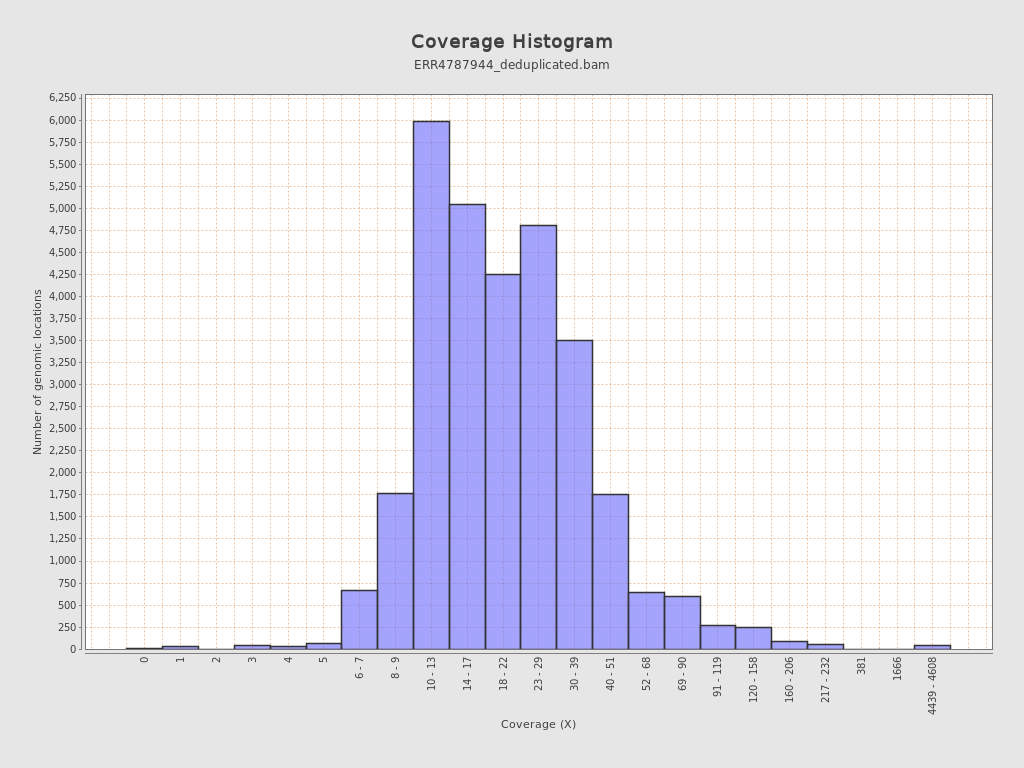 Coverage Histogram
ERR4787944_deduplicated.bam
6,250
6,000
5,750
5,500
5,250
5,000
4,750
4,500
4,250
4,000
3,750
3,500
3,250
3,000
2,750
2,500
2,250
2,000
1,750
1,500
1,250
1,000
750
500
250
0
Number of genomic locations
0
1
2
3
4
5
6 - 7
8 - 9
10 - 13
14 - 17
18 - 22
23 - 29
30 - 39
40 - 51
52 - 68
69 - 90
91 - 119
120 - 158
160 - 206
217 - 232
381
1666
4439 - 4608
Coverage (X)